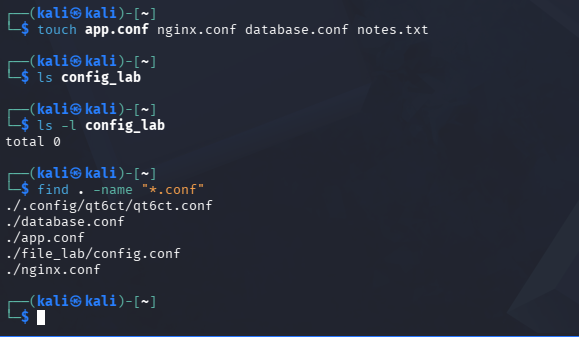 ┌──(kali㉿kali)-[~]
└─$ touch app.conf nginx.conf database.conf notes.txt
┌──(kali㉿kali)-[~]
└─$ ls config_lab
┌──(kali㉿kali)-[~]
└─$ ls -l config_lab
total 0
┌──(kali㉿kali)-[~]
└─$ find . -name "*.conf"
./.config/qt6ct/qt6ct.conf
./database.conf
./app.conf
./file_lab/config.conf
./nginx.conf
┌──(kali㉿kali)-[~]
└─$